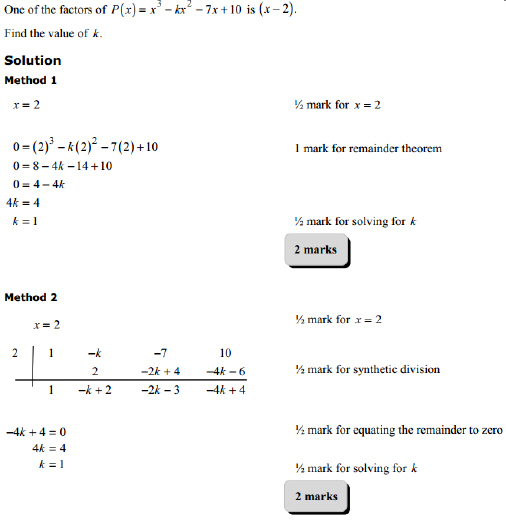 One of the factors of P(x) = x³ – kx² – 7x + 10 is (x – 2).
Find the value of k.
Solution
Method 1
x = 2 ½ mark for x = 2
0 = (2)³ – k(2)² – 7(2) + 10 1 mark for remainder theorem
0 = 8 – 4k – 14 + 10
0 = 4 – 4k
4k = 4
k = 1 ½ mark for solving for k
2 marks
Method 2
x = 2 ½ mark for x = 2
2 | 1 –k –7 10
2 –2k + 4 –4k – 6 ½ mark for synthetic division
1 –k + 2 –2k – 3 –4k + 4
–4k + 4 = 0 ½ mark for equating the remainder to zero
4k = 4
k = 1 ½ mark for solving for k
2 marks